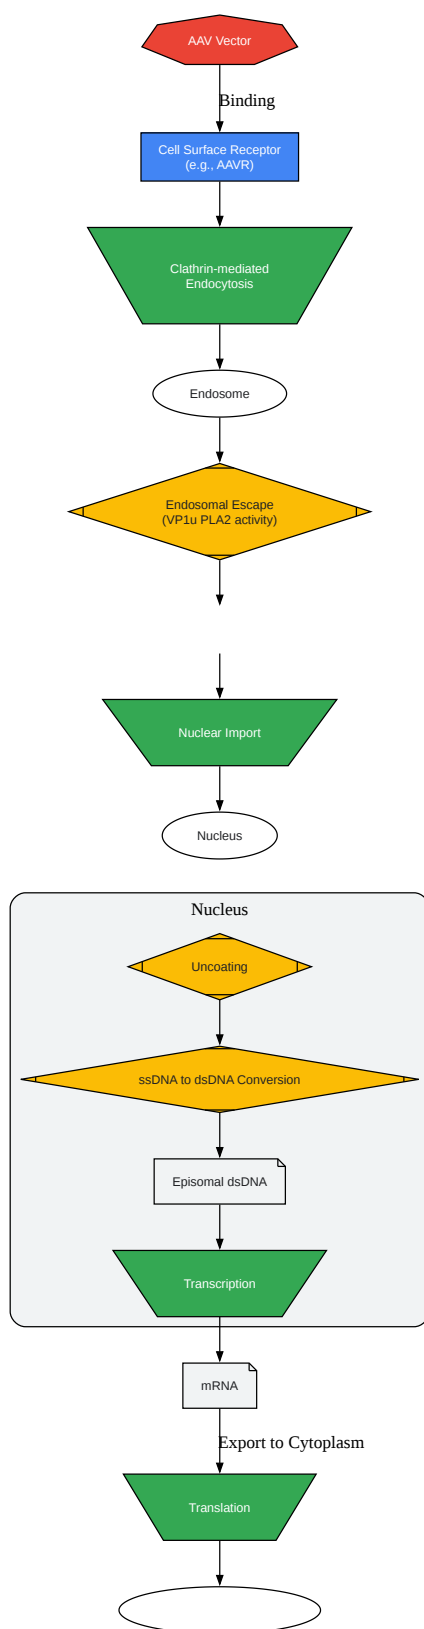 AAV Vector
Binding
Cell Surface Receptor
(e.g., AAVR)
Clathrin-mediated
Endocytosis
Endosome
Endosomal Escape
(VP1u PLA2 activity)
Nuclear Import
Nucleus
Nucleus
Uncoating
ssDNA to dsDNA Conversion
Episomal dsDNA
Transcription
mRNA
Export to Cytoplasm
Translation